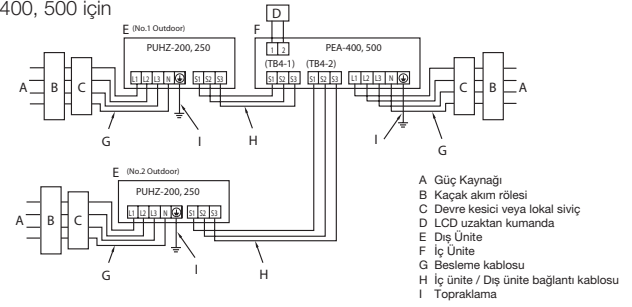 400, 500 için
D
E (No.1 Outdoor)
F
PUHZ-200, 250
1 2
PEA-400, 500
(TB4-1) (TB4-2)
L1 L2 L3 N S1 S2 S3
S1 S2 S3 S1 S2 S3 L1 L2 L3 N
A B C
C B A
G I H I G
E (No.2 Outdoor)
PUHZ-200, 250
L1 L2 L3 N S1 S2 S3
A B C
G I H
A Güç Kaynağı
B Kaçak akım rölesi
C Devre kesici veya lokal siviç
D LCD uzaktan kumanda
E Dış Ünite
F İç Ünite
G Besleme kablosu
H İç ünite / Dış ünite bağlantı kablosu
I Topraklama